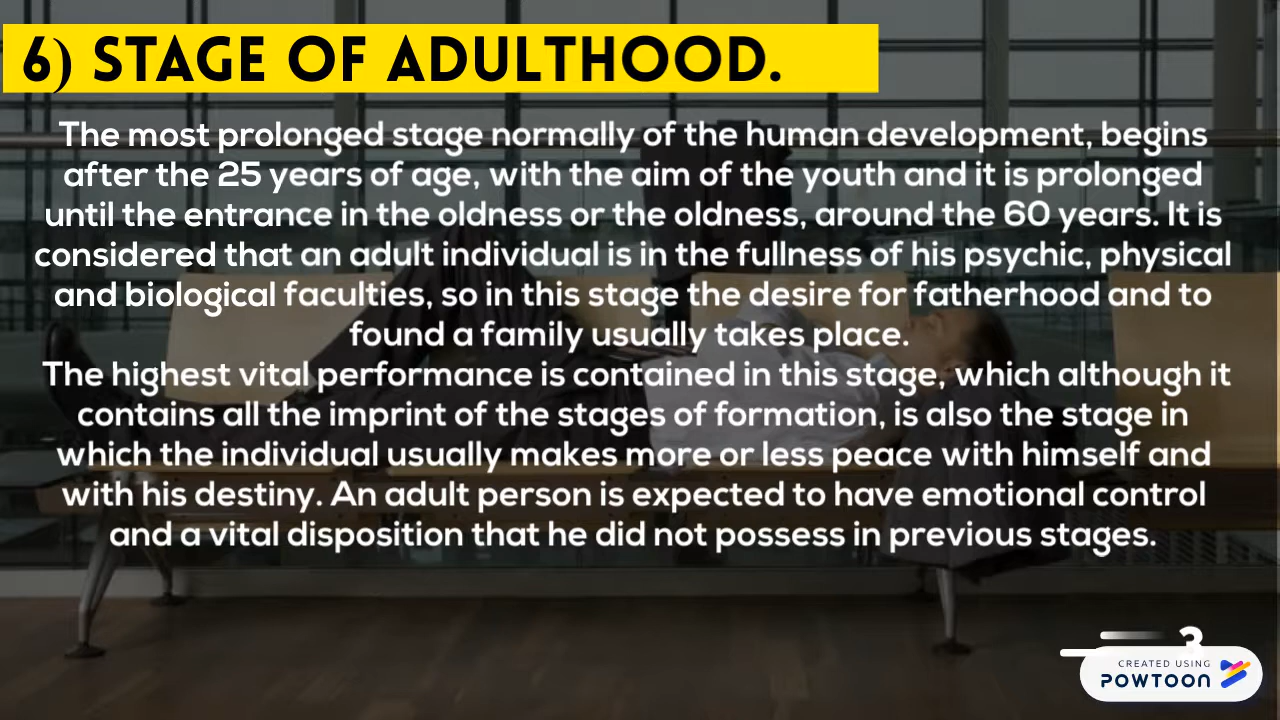 6) STAGE OF ADULTHOOD.
The most prolonged stage normally of the human development, begins
after the 25 years of age, with the aim of the youth and it is prolonged
until the entrance in the oldness or the oldness, around the 60 years. It is
considered that an adult individual is in the fullness of his psychic, physical
and biological faculties, so in this stage the desire for fatherhood and to
found a family usually takes place.
The highest vital performance is contained in this stage, which although it
contains all the imprint of the stages of formation, is also the stage in
which the individual usually makes more or less peace with himself and
with his destiny. An adult person is expected to have emotional control
and a vital disposition that he did not possess in previous stages.
CREATED USING
POWTOON